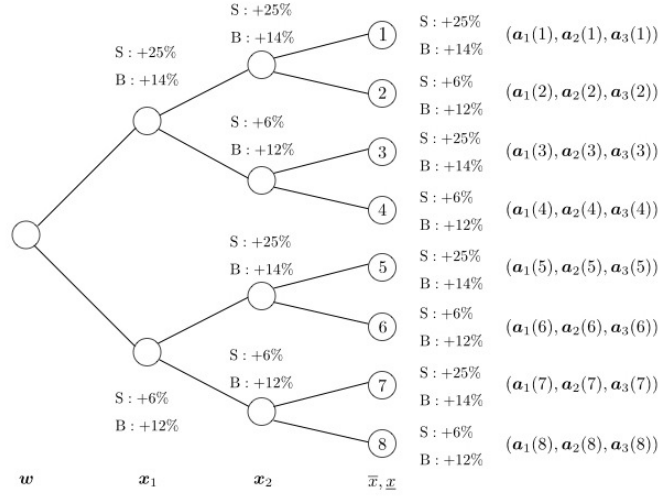 S : +25%
B : +14%
S : +25%
B : +14%
1
S : +25%
B : +14%
(a₁(1), a₂(1), a₃(1))
2
S : +6%
B : +12%
(a₁(2), a₂(2), a₃(2))
S : +6%
B : +12%
3
S : +25%
B : +14%
(a₁(3), a₂(3), a₃(3))
4
S : +6%
B : +12%
(a₁(4), a₂(4), a₃(4))
S : +6%
B : +12%
S : +25%
B : +14%
5
S : +25%
B : +14%
(a₁(5), a₂(5), a₃(5))
6
S : +6%
B : +12%
(a₁(6), a₂(6), a₃(6))
S : +6%
B : +12%
7
S : +25%
B : +14%
(a₁(7), a₂(7), a₃(7))
8
S : +6%
B : +12%
(a₁(8), a₂(8), a₃(8))
w x₁ x₂ x̅, x̲